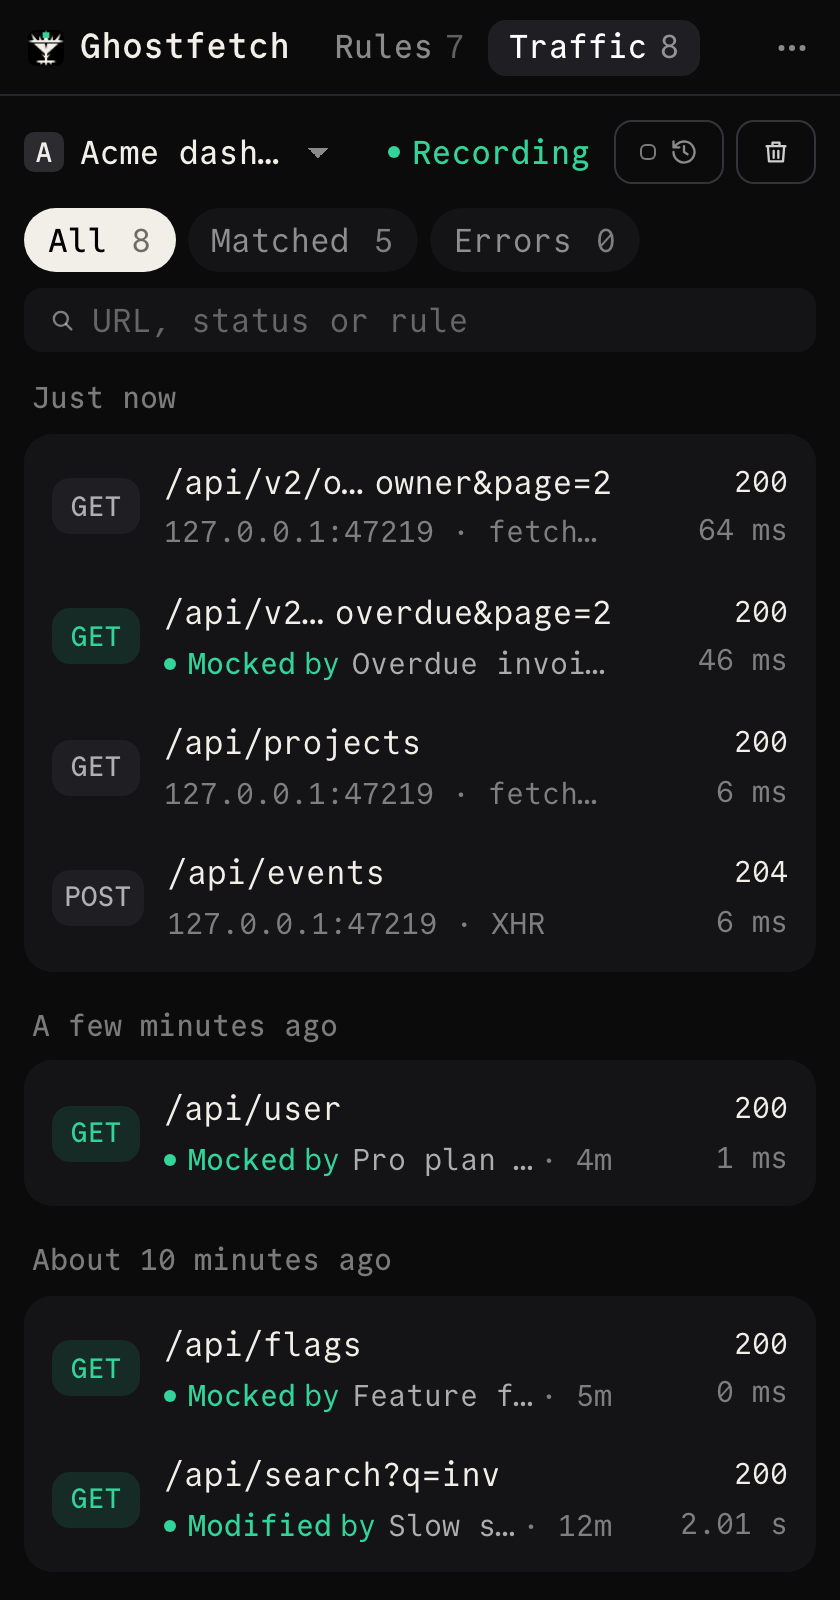 Ghostfetch Rules 7 Traffic 8
A Acme dash… Recording
All 8 Matched 5 Errors 0
URL, status or rule
Just now
GET /api/v2/o… owner&page=2 200
127.0.0.1:47219 · fetch… 64 ms
GET /api/v2… overdue&page=2 200
Mocked by Overdue invoi… 46 ms
GET /api/projects 200
127.0.0.1:47219 · fetch… 6 ms
POST /api/events 204
127.0.0.1:47219 · XHR 6 ms
A few minutes ago
GET /api/user 200
Mocked by Pro plan … · 4m 1 ms
About 10 minutes ago
GET /api/flags 200
Mocked by Feature f… · 5m 0 ms
GET /api/search?q=inv 200
Modified by Slow s… · 12m 2.01 s